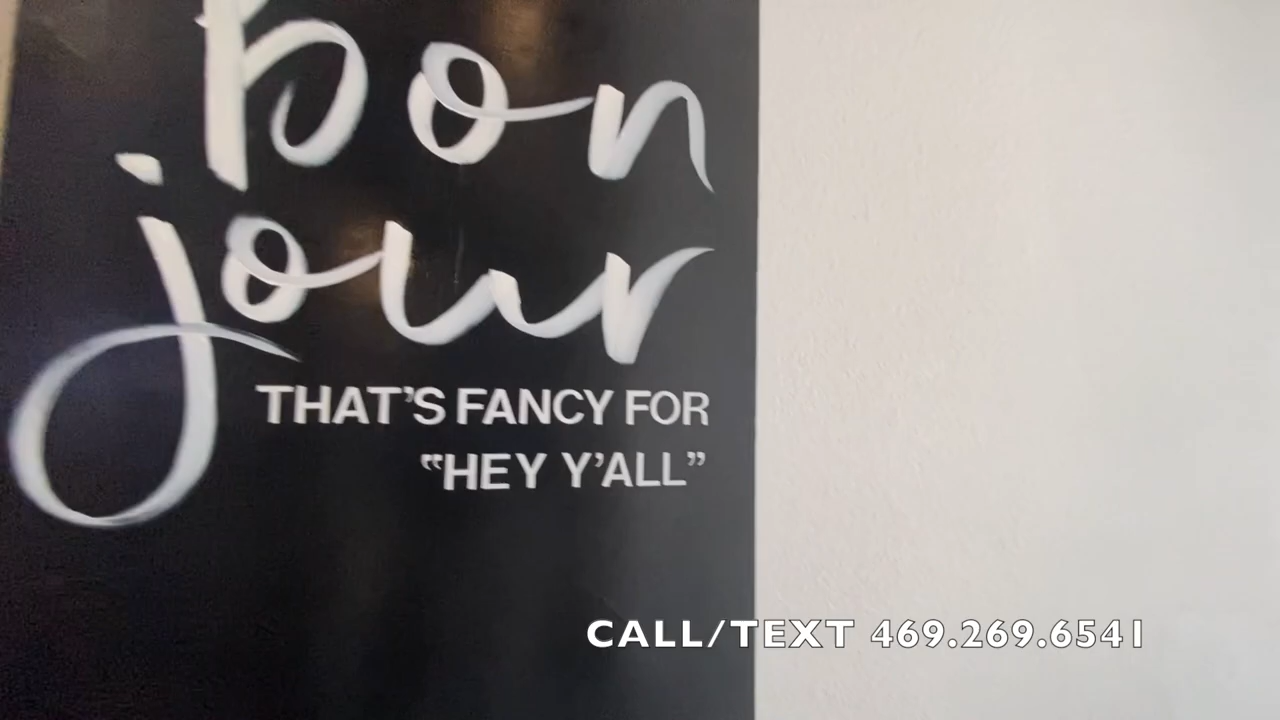 bon
jour
THAT'S FANCY FOR
"HEY Y'ALL"
CALL/TEXT 469.269.6541